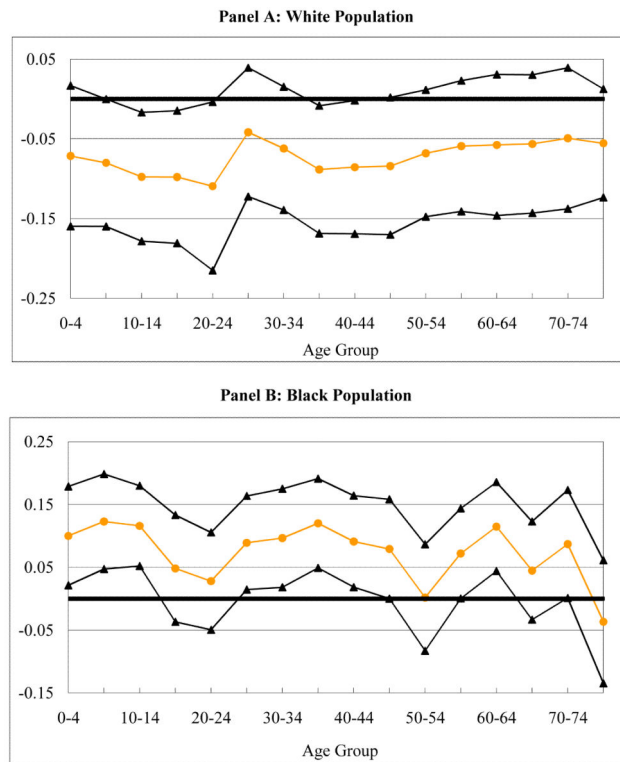 Panel A: White Population
0.05
-0.05
-0.15
-0.25
0-4 10-14 20-24 30-34 40-44 50-54 60-64 70-74
Age Group
Panel B: Black Population
0.25
0.15
0.05
-0.05
-0.15
0-4 10-14 20-24 30-34 40-44 50-54 60-64 70-74
Age Group